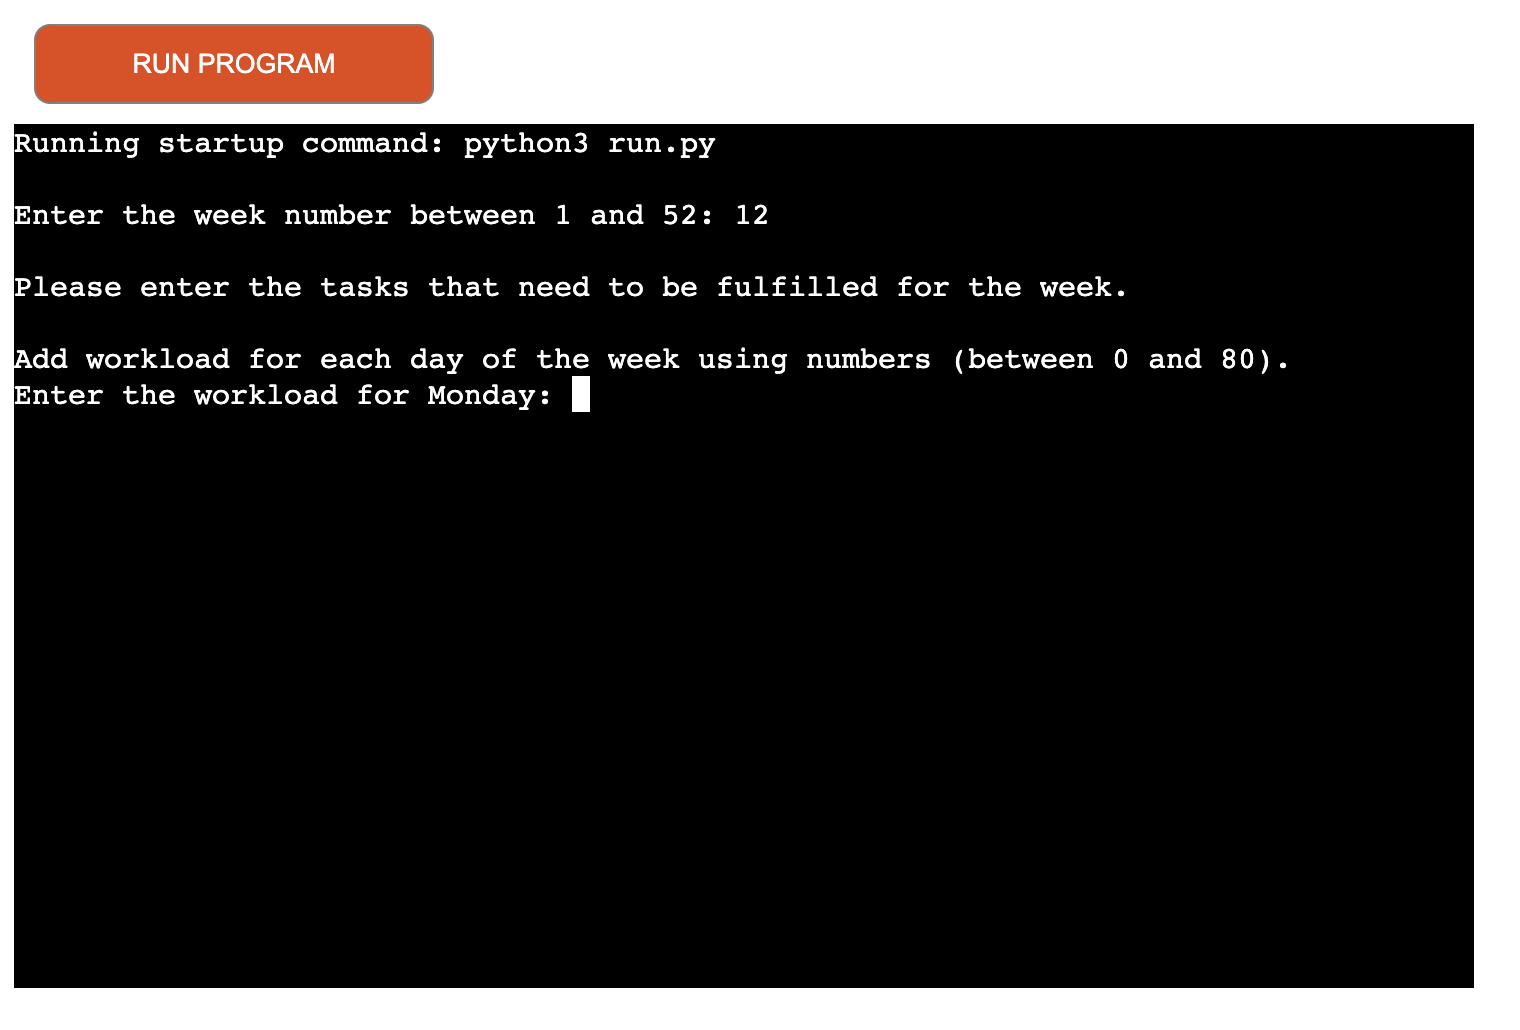 RUN PROGRAM
Running startup command: python3 run.py
Enter the week number between 1 and 52: 12
Please enter the tasks that need to be fulfilled for the week.
Add workload for each day of the week using numbers (between 0 and 80).
Enter the workload for Monday: